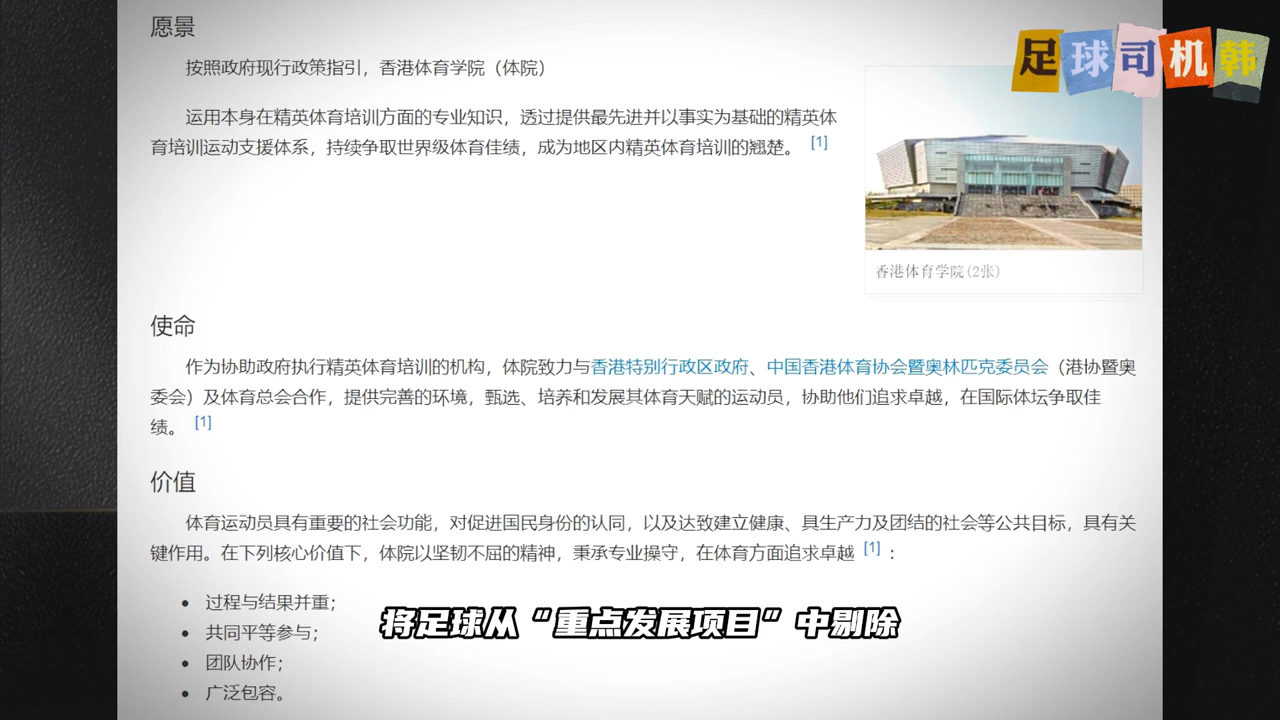 足球司机韩
愿景
按照政府现行政策指引，香港体育学院（体院）
运用本身在精英体育培训方面的专业知识，透过提供最先进并以事实为基础的精英体
育培训运动支援体系，持续争取世界级体育佳绩，成为地区内精英体育培训的翘楚。 [1]
香港体育学院(2张)
使命
作为协助政府执行精英体育培训的机构，体院致力与香港特别行政区政府、中国香港体育协会暨奥林匹克委员会（港协暨奥
委会）及体育总会合作，提供完善的环境，甄选、培养和发展具体育天赋的运动员，协助他们追求卓越，在国际体坛争取佳
绩。 [1]
价值
体育运动员具有重要的社会功能，对促进国民身份的认同，以及达致建立健康、具生产力及团结的社会等公共目标，具有关
键作用。在下列核心价值下，体院以坚韧不屈的精神，秉承专业操守，在体育方面追求卓越 [1] ：
• 过程与结果并重；
• 共同平等参与；
• 团队协作；
• 广泛包容。
将足球从“重点发展项目”中剔除